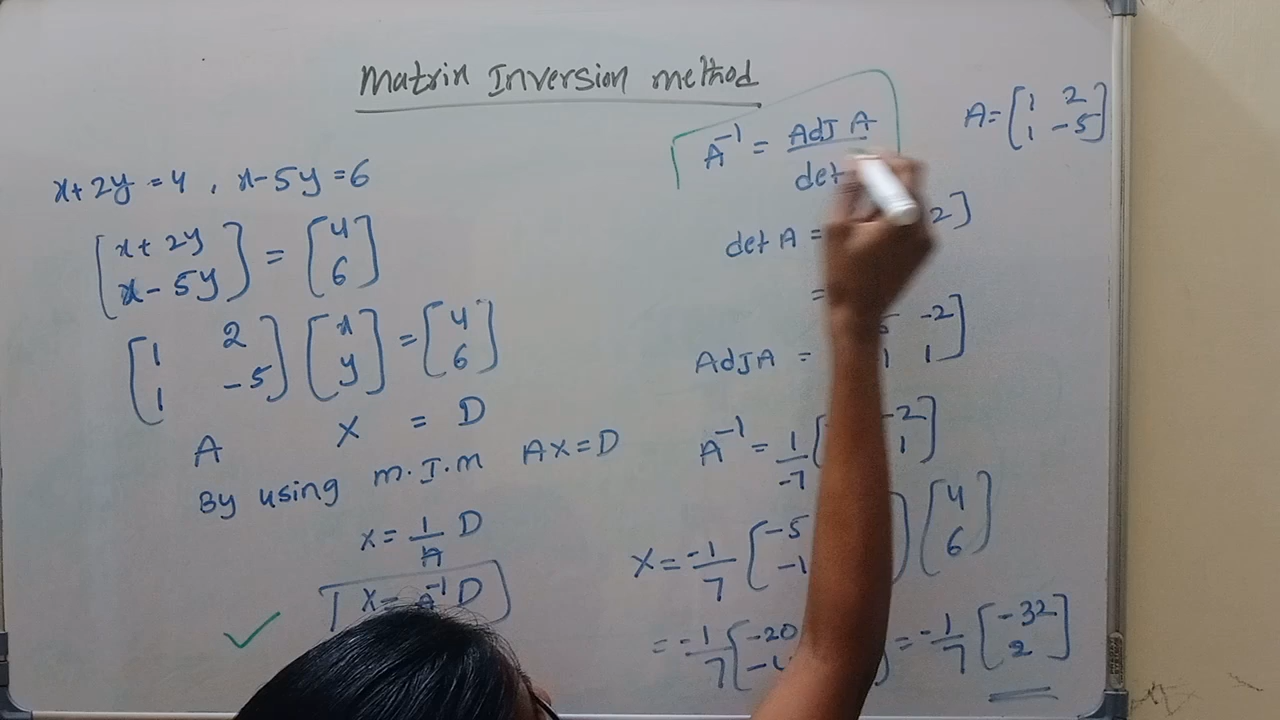 Matrix Inversion method
x+2y=4, x-5y=6
[x+2y
x-5y] = [4
6]
[1 2
1 -5] [x
y] = [4
6]
A X = D
By using M.I.M AX=D
X = 1/A D
X = A^-1 D
A^-1 = Adj A / det
A = [1 2
1 -5]
det A = 2]
=
Adj A = -2
1 1]
A^-1 = 1/-7 [ -2
1]
X = -1/7 [-5
-1 ] [4
6]
= -1/7 [-20
] = -1/7 [-32
2]